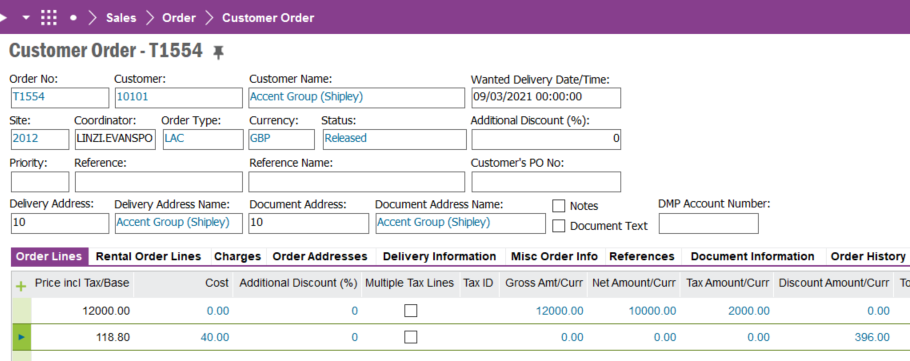 Sales Order Customer Order
Customer Order - T1554
Order No: Customer: Customer Name: Wanted Delivery Date/Time:
T1554 10101 Accent Group (Shipley) 09/03/2021 00:00:00
Site: Coordinator: Order Type: Currency: Status: Additional Discount (%):
2012 LINZI.EVANSPO LAC GBP Released 0
Priority: Reference: Reference Name: Customer's PO No:
Delivery Address: Delivery Address Name: Document Address: Document Address Name: Notes DMP Account Number:
10 Accent Group (Shipley) 10 Accent Group (Shipley) Document Text
Order Lines Rental Order Lines Charges Order Addresses Delivery Information Misc Order Info References Document Information Order History
Price incl Tax/Base Cost Additional Discount (%) Multiple Tax Lines Tax ID Gross Amt/Curr Net Amount/Curr Tax Amount/Curr Discount Amount/Curr To
12000.00 0.00 0 12000.00 10000.00 2000.00 0.00
118.80 40.00 0 0.00 0.00 0.00 396.00